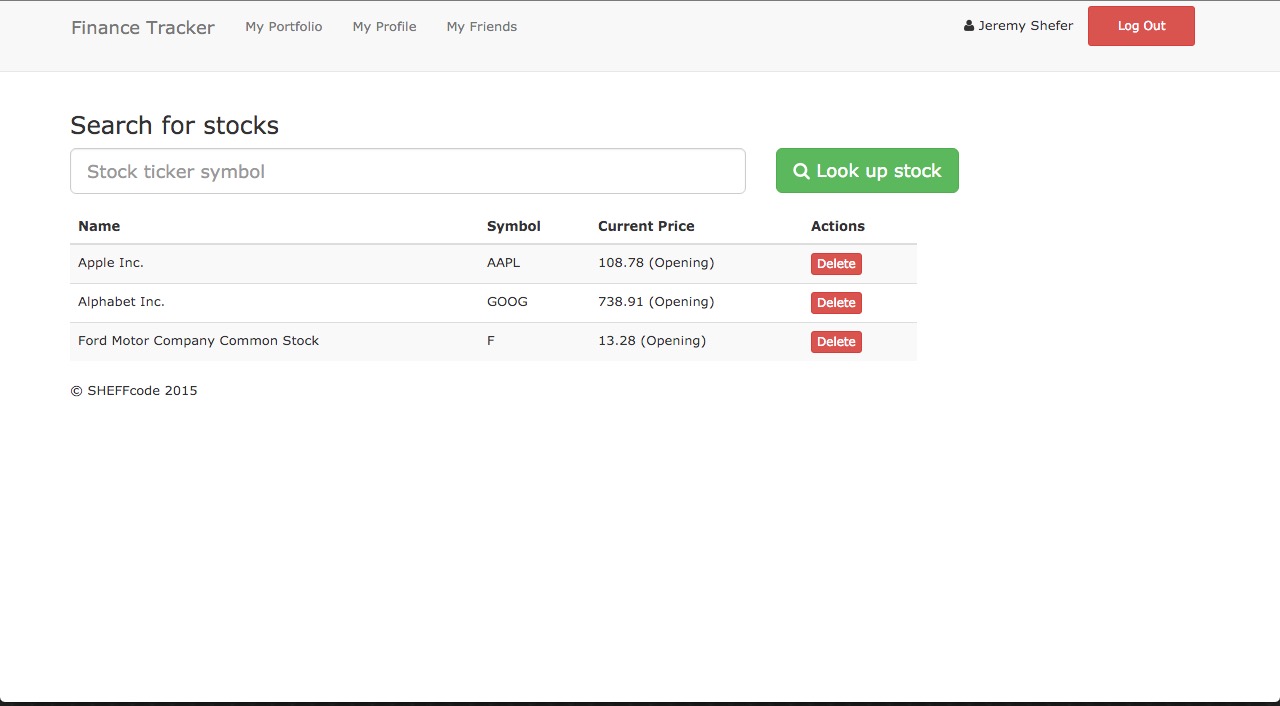 Finance Tracker My Portfolio My Profile My Friends Jeremy Shefer Log Out
Search for stocks
Stock ticker symbol Look up stock
Name Symbol Current Price Actions
Apple Inc. AAPL 108.78 (Opening) Delete
Alphabet Inc. GOOG 738.91 (Opening) Delete
Ford Motor Company Common Stock F 13.28 (Opening) Delete
© SHEFFcode 2015